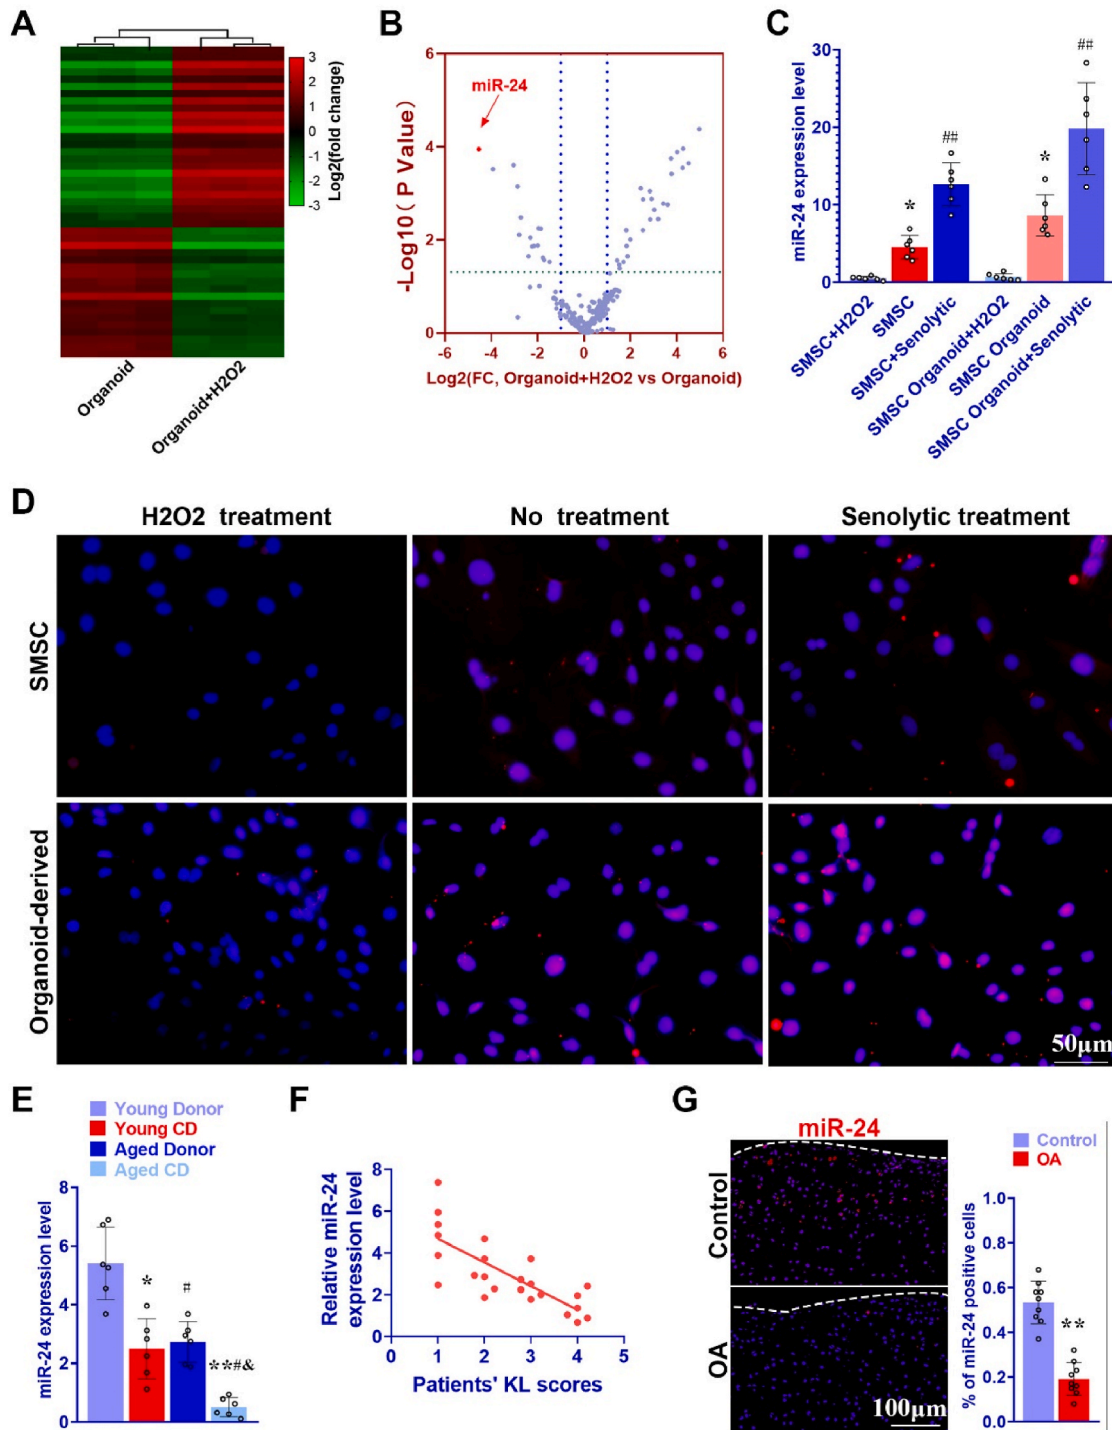 A
3
2
1
0
-1
-2
-3
Log2(fold change)
Organoid
Organoid+H2O2
B
6
4
2
0
-Log10 ( P Value)
miR-24
-6
-4
-2
0
2
4
6
Log2(FC, Organoid+H2O2 vs Organoid)
C
30
20
10
0
miR-24 expression level
*
##
*
##
SMSC+H2O2
SMSC
SMSC+Senolytic
SMSC Organoid+H2O2
SMSC Organoid
SMSC Organoid+Senolytic
D
H2O2 treatment
No treatment
Senolytic treatment
SMSC
Organoid-derived
50µm
E
Young Donor
Young CD
Aged Donor
Aged CD
8
6
4
2
0
miR-24 expression level
*
#
**#&
F
8
6
4
2
0
Relative miR-24
expression level
0
1
2
3
4
5
Patients' KL scores
G
miR-24
Control
OA
100µm
Control
OA
1.0
0.8
0.6
0.4
0.2
0.0
% of miR-24 positive cells
**